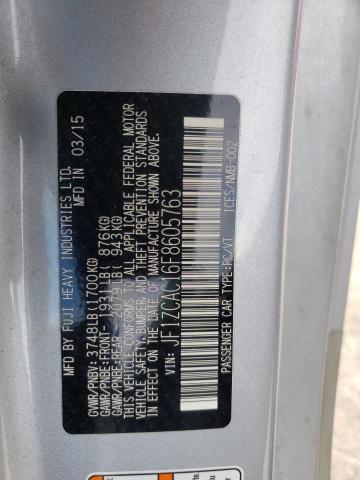 MFD BY FUJI HEAVY INDUSTRIES LTD.
MFD IN 03/15
GVWR/PNBV: 3748LB(1700KG)
GAWR/PNBE:FRONT- 1931LB( 876KG)
GAWR/PNBE:REAR - 2079LB( 943KG)
THIS VEHICLE CONFORMS TO ALL APPLICABLE FEDERAL MOTOR
VEHICLE SAFETY, BUMPER AND THEFT PREVENTION STANDARDS
IN EFFECT ON THE DATE OF MANUFACTURE SHOWN ABOVE.
VIN: JF1ZCAC16F8605763
PASSENGER CAR TYPE:PC/VT
ICES/NMB-002